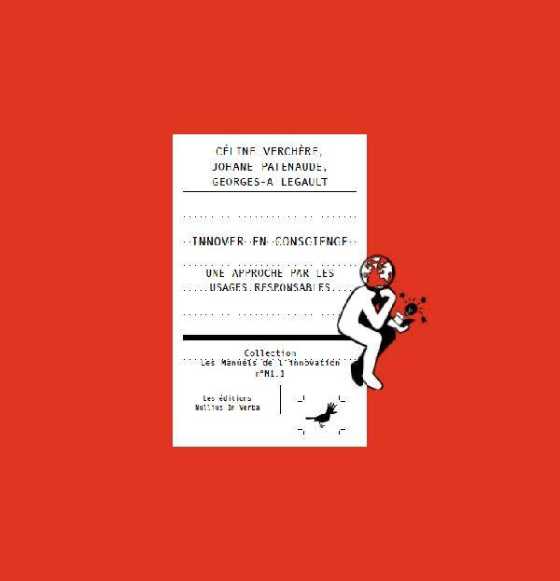 CÉLINE VERCHÈRE,
JOHANE PATENAUDE,
GEORGES-A LEGAULT
INNOVER EN CONSCIENCE
UNE APPROCHE PAR LES
USAGES RESPONSABLES
Collection
Les Manuels de l'innovation
n°M1.1
Les éditions
Nullius In Verba